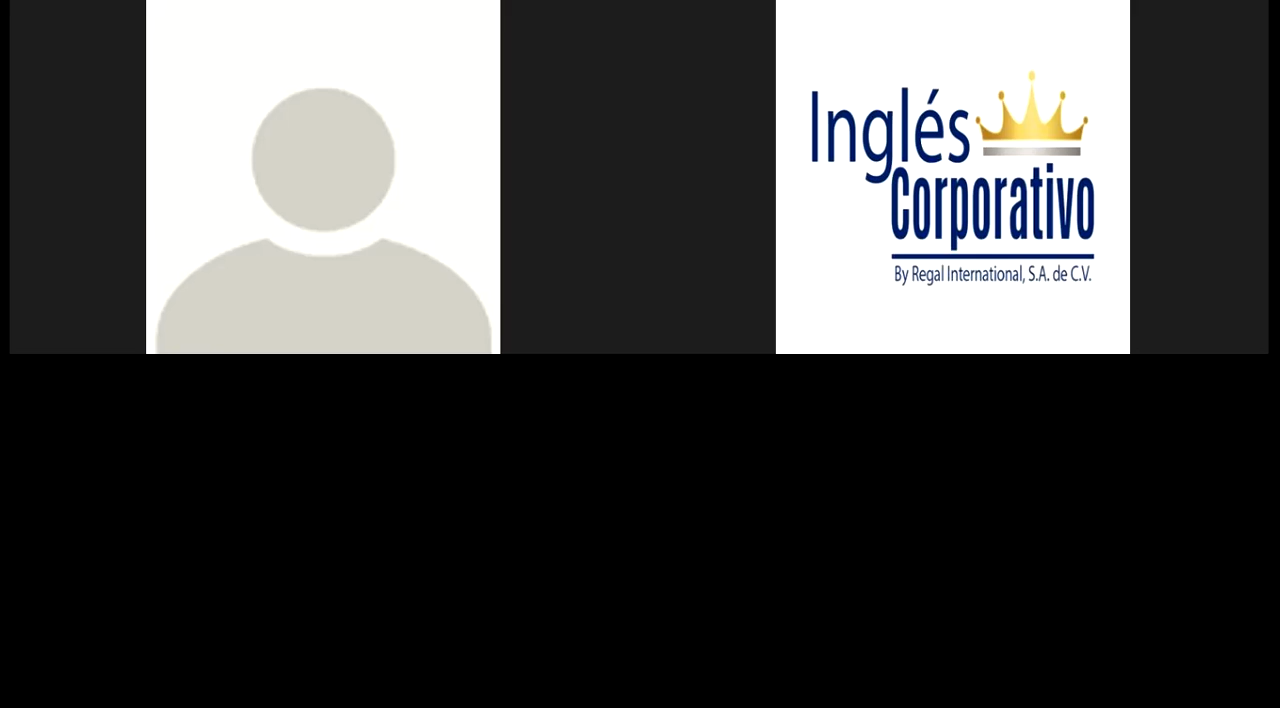 Inglés
Corporativo
By Regal International, S.A. de C.V.